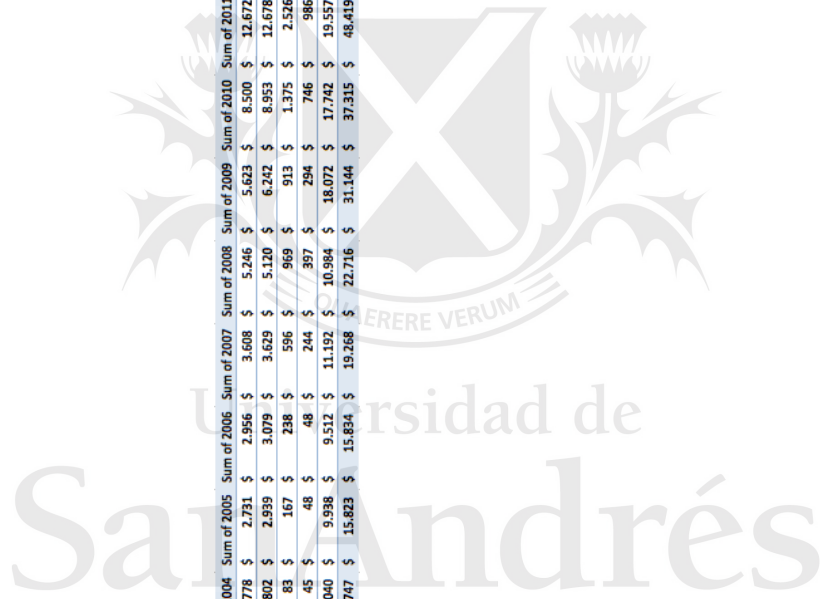 004 Sum of 2005 Sum of 2006 Sum of 2007 Sum of 2008 Sum of 2009 Sum of 2010 Sum of 2011
778 $ 2.731 $ 2.956 $ 3.608 $ 5.246 $ 5.623 $ 8.500 $ 12.672
802 $ 2.939 $ 3.079 $ 3.629 $ 5.120 $ 6.242 $ 8.953 $ 12.678
83 $ 167 $ 238 $ 596 $ 969 $ 913 $ 1.375 $ 2.526
45 $ 48 $ 48 $ 244 $ 397 $ 294 $ 746 $ 986
040 $ 9.938 $ 9.512 $ 11.192 $ 10.984 $ 18.072 $ 17.742 $ 19.557
747 $ 15.823 $ 15.834 $ 19.268 $ 22.716 $ 31.144 $ 37.315 $ 48.419
QUAERERE VERUM
Universidad de
San Andrés